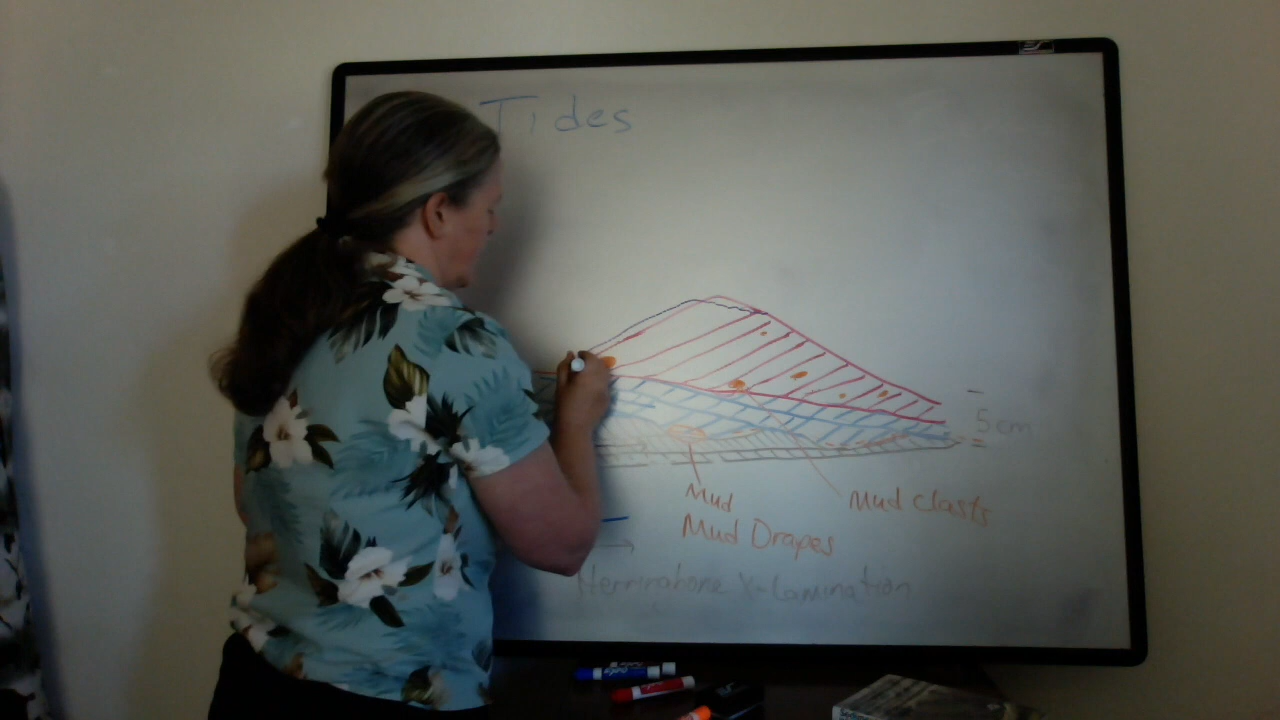 Tides
5cm
Mud Clasts
Mud
Mud Drapes
Herringbone X-Lamination